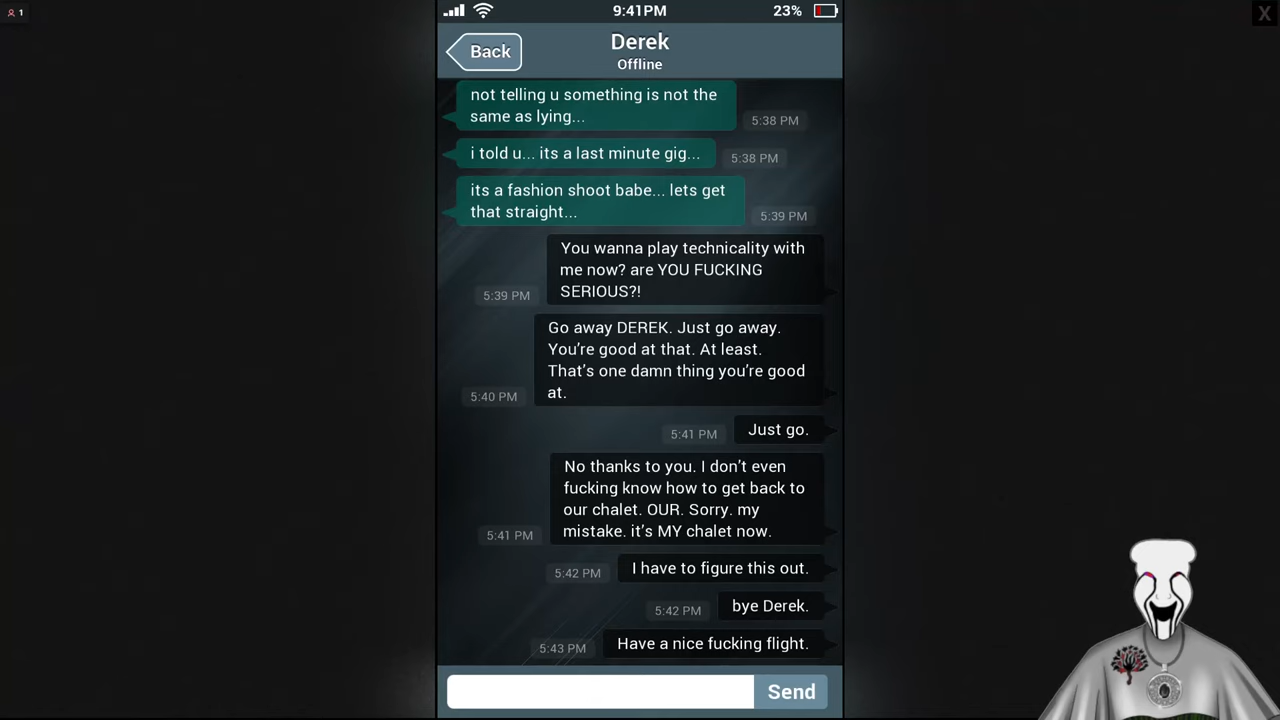 1
X
9:41PM
23%
Back
Derek
Offline
not telling u something is not the
same as lying...
5:38 PM
i told u... its a last minute gig...
5:38 PM
its a fashion shoot babe... lets get
that straight...
5:39 PM
You wanna play technicality with
me now? are YOU FUCKING
SERIOUS?!
5:39 PM
Go away DEREK. Just go away.
You’re good at that. At least.
That’s one damn thing you’re good
at.
5:40 PM
Just go.
5:41 PM
No thanks to you. I don’t even
fucking know how to get back to
our chalet. OUR. Sorry. my
mistake. it’s MY chalet now.
5:41 PM
I have to figure this out.
5:42 PM
bye Derek.
5:42 PM
Have a nice fucking flight.
5:43 PM
Send